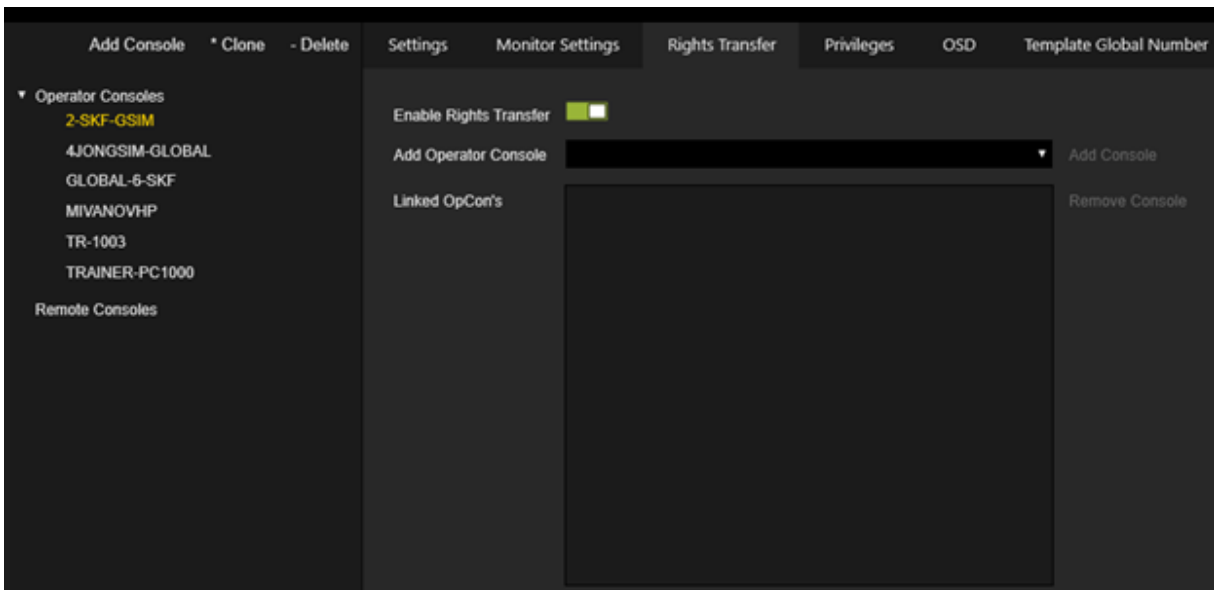 Add Console * Clone - Delete Settings Monitor Settings Rights Transfer Privileges OSD Template Global Number
Operator Consoles
2-SKF-GSIM
4JONGSIM-GLOBAL
GLOBAL-6-SKF
MIVANOVHP
TR-1003
TRAINER-PC1000
Remote Consoles
Enable Rights Transfer
Add Operator Console Add Console
Linked OpCon's Remove Console